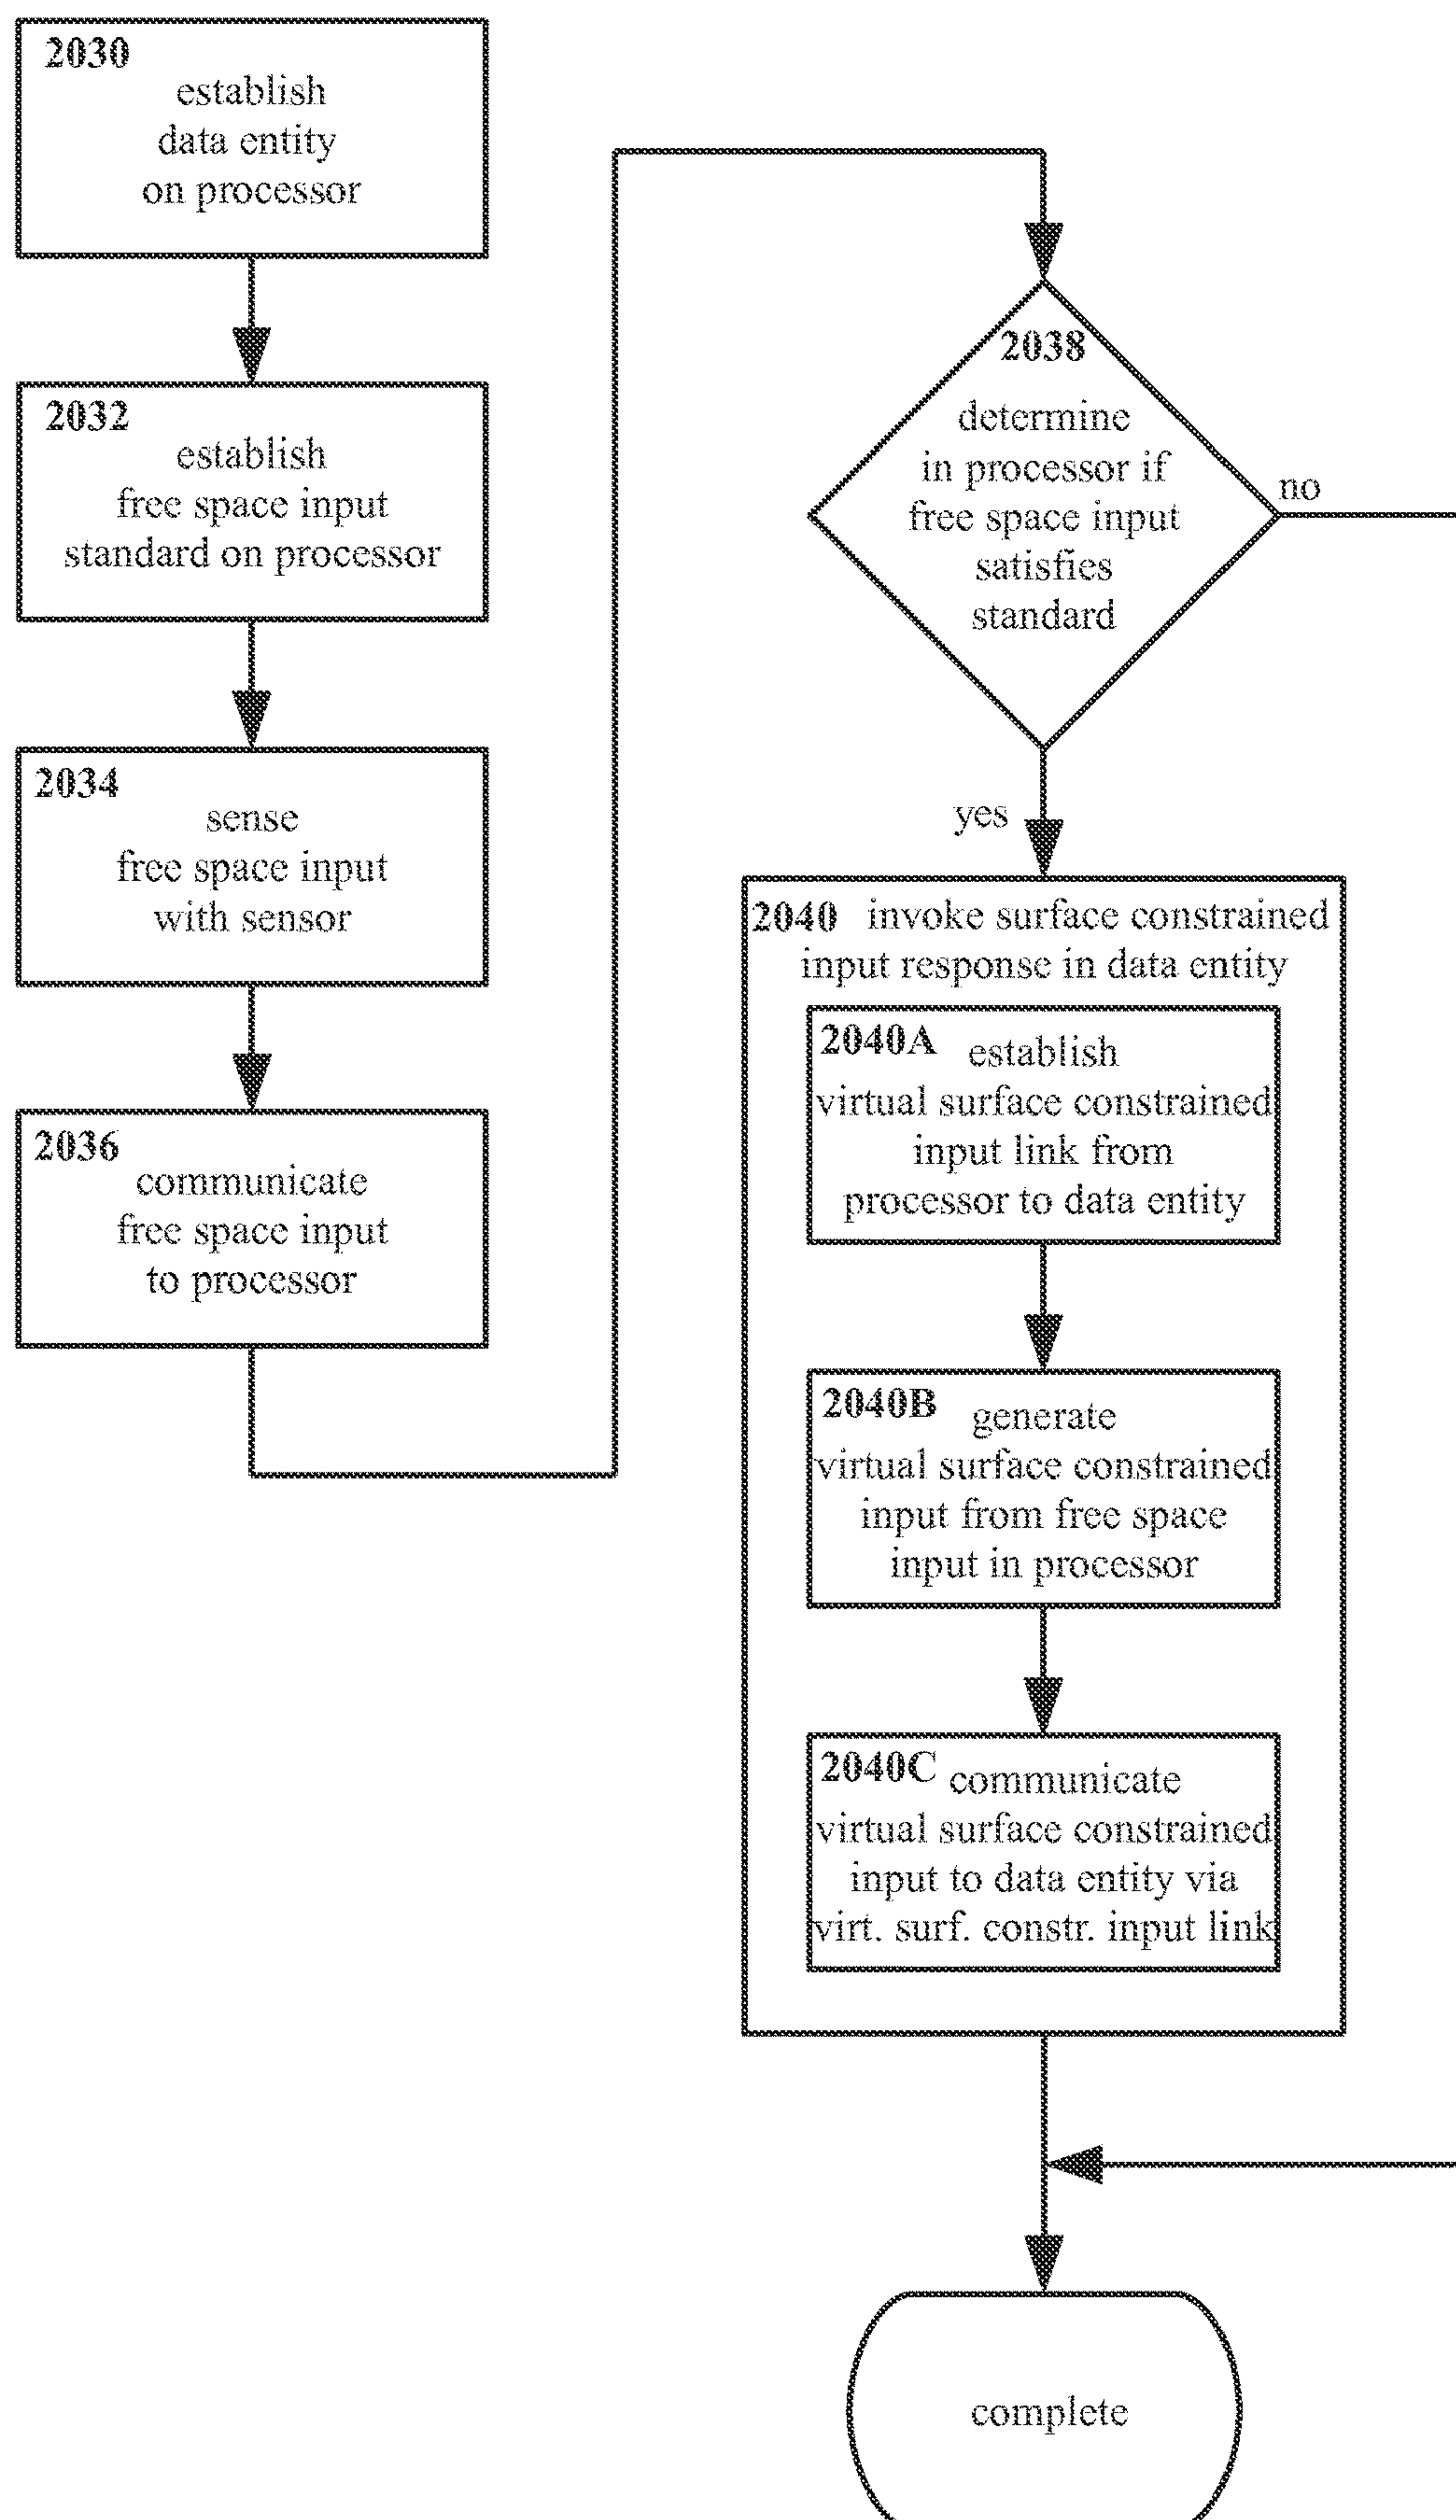 2030
establish
data entity
on processor
2032
establish
free space input
standard on processor
2034
sense
free space input
with sensor
2036
communicate
free space input
to processor
2038
determine
in processor if
free space input
satisfies
standard
no
yes
2040 invoke surface constrained
input response in data entity
2040A establish
virtual surface constrained
input link from
processor to data entity
2040B generate
virtual surface constrained
input from free space
input in processor
2040C communicate
virtual surface constrained
input to data entity via
virt. surf. constr. input link
complete